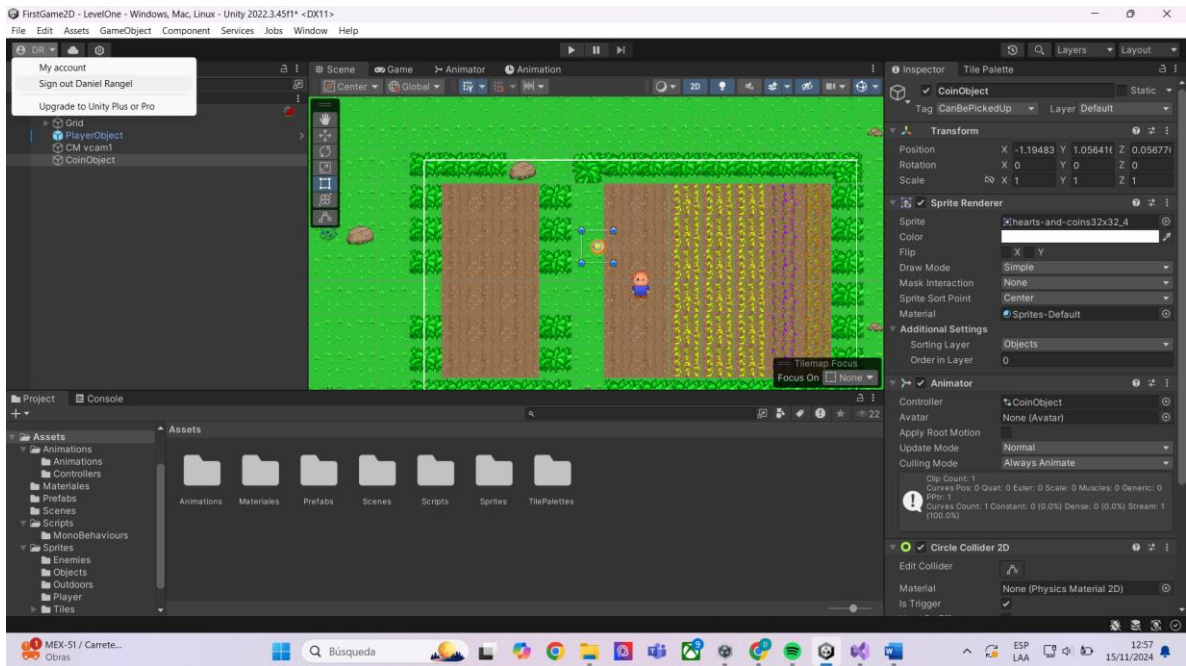 FirstGame2D - LevelOne - Windows, Mac, Linux - Unity 2022.3.45f1* <DX11>
File Edit Assets GameObject Component Services Jobs Window Help
DR
Layers Layout
My account
Sign out Daniel Rangel
Upgrade to Unity Plus or Pro
Grid
PlayerObject
CM vcam1
CoinObject
Scene Game Animator Animation
Center Global 2D
Tilemap Focus
Focus On None
Inspector Tile Palette
CoinObject Static
Tag CanBePickedUp Layer Default
Transform
Position X -1.19483 Y 1.056416 Z 0.05677
Rotation X 0 Y 0 Z 0
Scale X 1 Y 1 Z 1
Sprite Renderer
Sprite hearts-and-coins32x32_4
Color
Flip X Y
Draw Mode Simple
Mask Interaction None
Sprite Sort Point Center
Material Sprites-Default
Additional Settings
Sorting Layer Objects
Order in Layer 0
Animator
Controller CoinObject
Avatar None (Avatar)
Apply Root Motion
Update Mode Normal
Culling Mode Always Animate
Clip Count: 1
Curves Pos: 0 Quat: 0 Euler: 0 Scale: 0 Muscles: 0 Generic: 0
PPtr: 1
Curves Count: 1 Constant: 0 (0.0%) Dense: 0 (0.0%) Stream: 1
(100.0%)
Circle Collider 2D
Edit Collider
Material None (Physics Material 2D)
Is Trigger
Project Console
22
Assets
Animations
Animations
Controllers
Materiales
Prefabs
Scenes
Scripts
MonoBehaviours
Sprites
Enemies
Objects
Outdoors
Player
Tiles
Assets
Animations Materiales Prefabs Scenes Scripts Sprites TilePalettes
MEX-51 / Carrete...
Obras
Búsqueda
ESP
LAA
12:57
15/11/2024